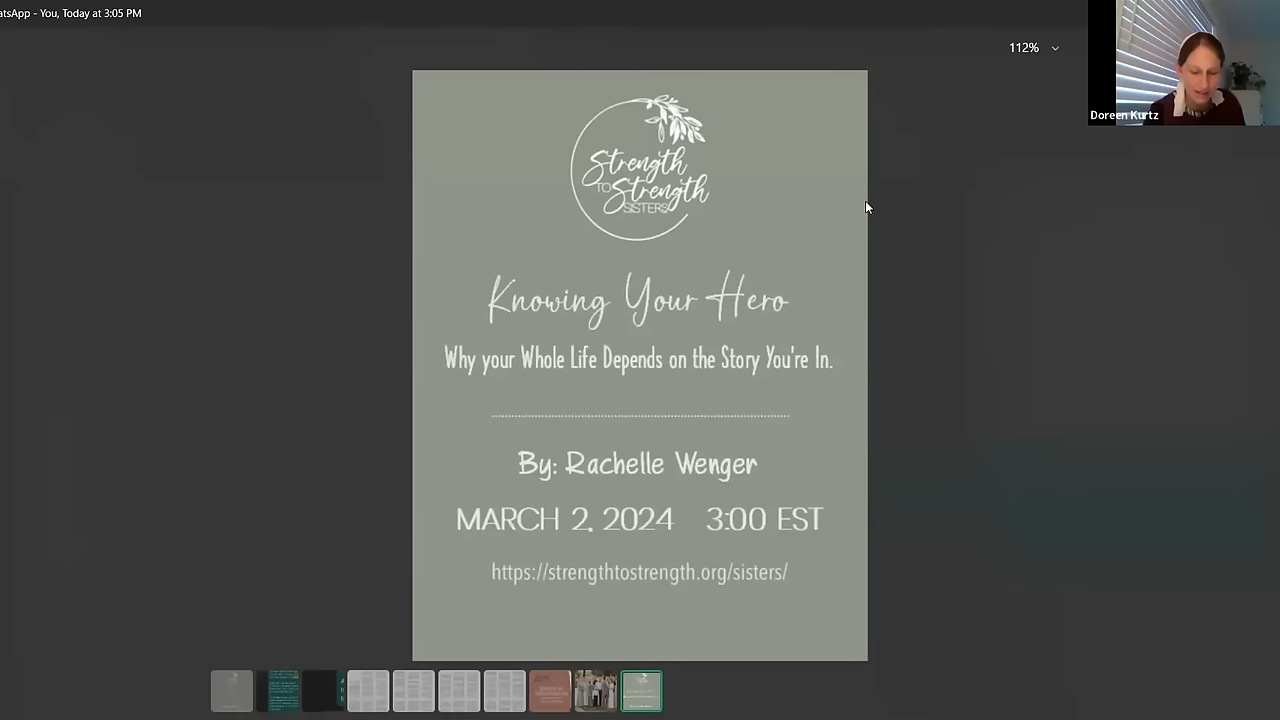 atsApp - You, Today at 3:05 PM
112%
Doreen Kurtz
Strength
TO Strength
SISTERS
Knowing Your Hero
Why your Whole Life Depends on the Story You're In.
By: Rachelle Wenger
MARCH 2, 2024 3:00 EST
https://strengthtostrength.org/sisters/